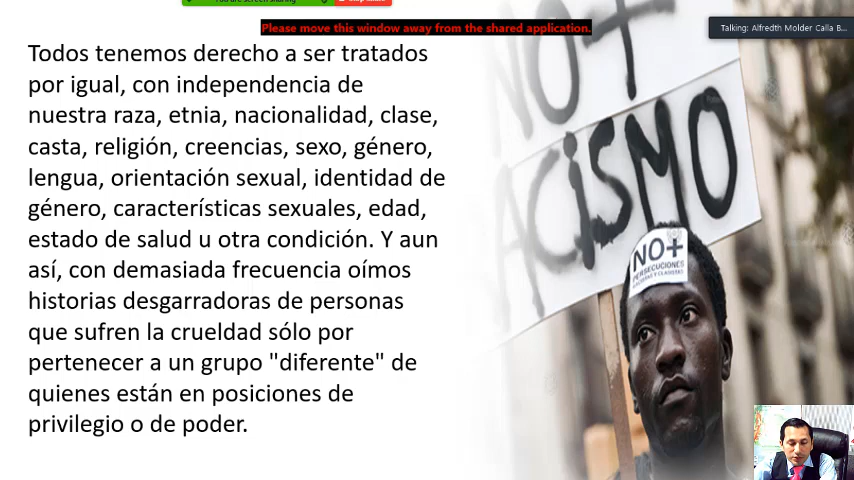 You are screen sharing
Please move this window away from the shared application.
Talking: Alfredth Molder Calla B...
Todos tenemos derecho a ser tratados
por igual, con independencia de
nuestra raza, etnia, nacionalidad, clase,
casta, religión, creencias, sexo, género,
lengua, orientación sexual, identidad de
género, características sexuales, edad,
estado de salud u otra condición. Y aun
así, con demasiada frecuencia oímos
historias desgarradoras de personas
que sufren la crueldad sólo por
pertenecer a un grupo "diferente" de
quienes están en posiciones de
privilegio o de poder.
NO+
ACISMO
NO+
PERSECUCIONES